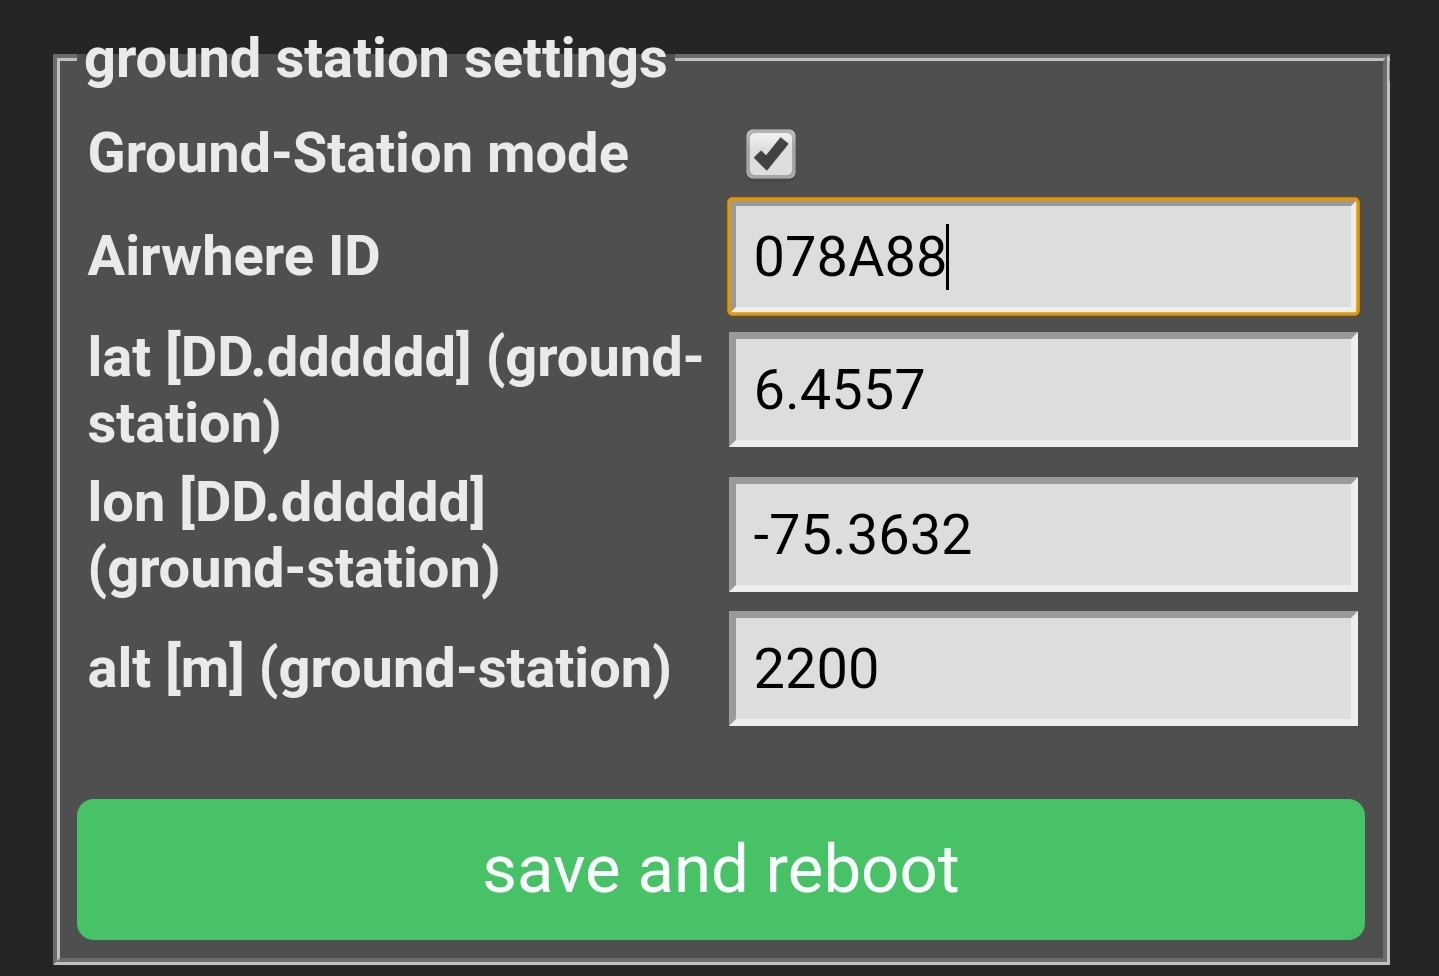 ground station settings
Ground-Station mode
Airwhere ID
078A88
lat [DD.dddddd] (ground-
station)
6.4557
lon [DD.dddddd]
(ground-station)
-75.3632
alt [m] (ground-station)
2200
save and reboot